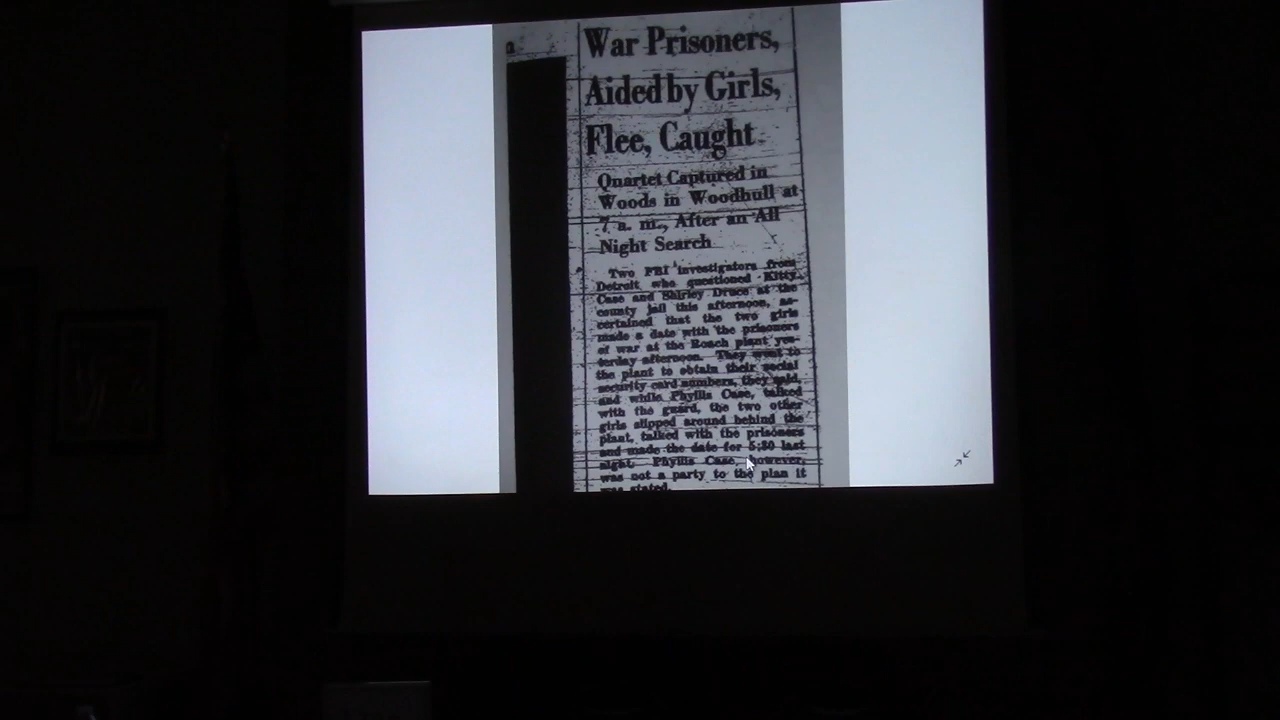 War Prisoners,
Aided by Girls,
Flee, Caught
Quartet Captured in
Woods in Woodhull at
7 a. m., After an All
Night Search
Two FBI investigators from
Detroit who questioned Kitty
Case and Shirley Druce at the
county jail this afternoon, as-
certained that the two girls
made a date with the prisoners
of war at the Roach plant yes-
terday afternoon. They went to
the plant to obtain their social
security card numbers, they said,
and while Phyllis Case, talked
with the guard, the two other
girls slipped around behind the
plant, talked with the prisoners
and made the date for 5:30 last
night. Phyllis Case, however,
was not a party to the plan it
was stated.